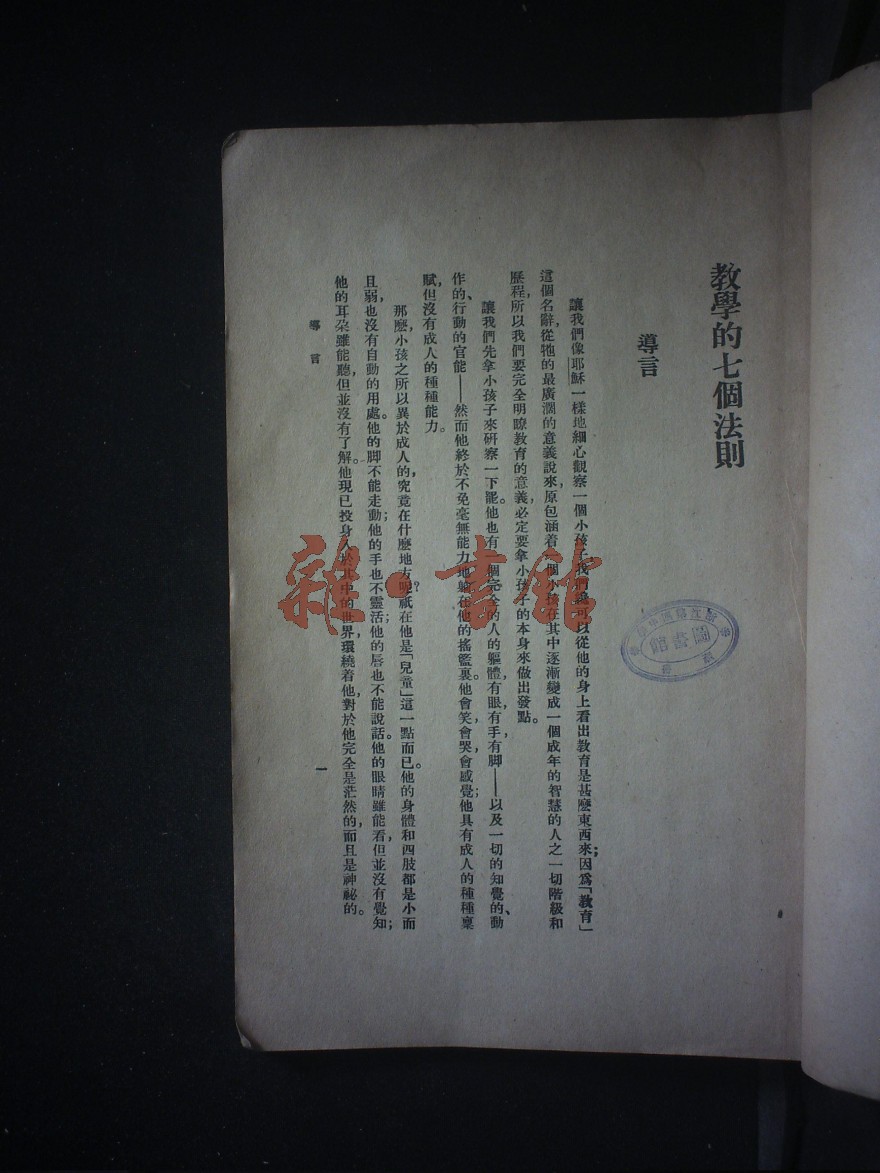 教學的七個法則
導言
讓我們像耶穌一樣地細心觀察一個小孩子,我們纔可以從他的身上看出教育是甚麼東西來;因爲「教育」
這個名辭,從牠的最廣濶的意義說來,原包涵着一個小孩在其中逐漸變成一個成年的智慧的人之一切階級和
歷程,所以我們要完全明瞭教育的意義,必定要拿小孩子的本身來做出發點。
讓我們先拿小孩子來研察一下罷。他也有一個完全的人的軀體,有眼,有手,有脚——以及一切的知覺的、動
作的、行動的官能——然而他終於不免毫無能力地躺在他的搖籃裏。他會笑,會哭,會感覺;他具有成人的種種稟
賦,但沒有成人的種種能力。
那麼,小孩之所以異於成人的,究竟在什麼地方呢?祇在他是「兒童」這一點而已。他的身體和四肢都是小而
且弱,也沒有自動的用處。他的脚不能走動;他的手也不靈活;他的唇也不能說話。他的眼睛雖能看,但並沒有覺知;
他的耳朶雖能聽,但並沒有了解。他現已投身入於其中的世界,環繞着他,對於他完全是茫然的,而且是神祕的。
導言
一
雜·書館
圖書館